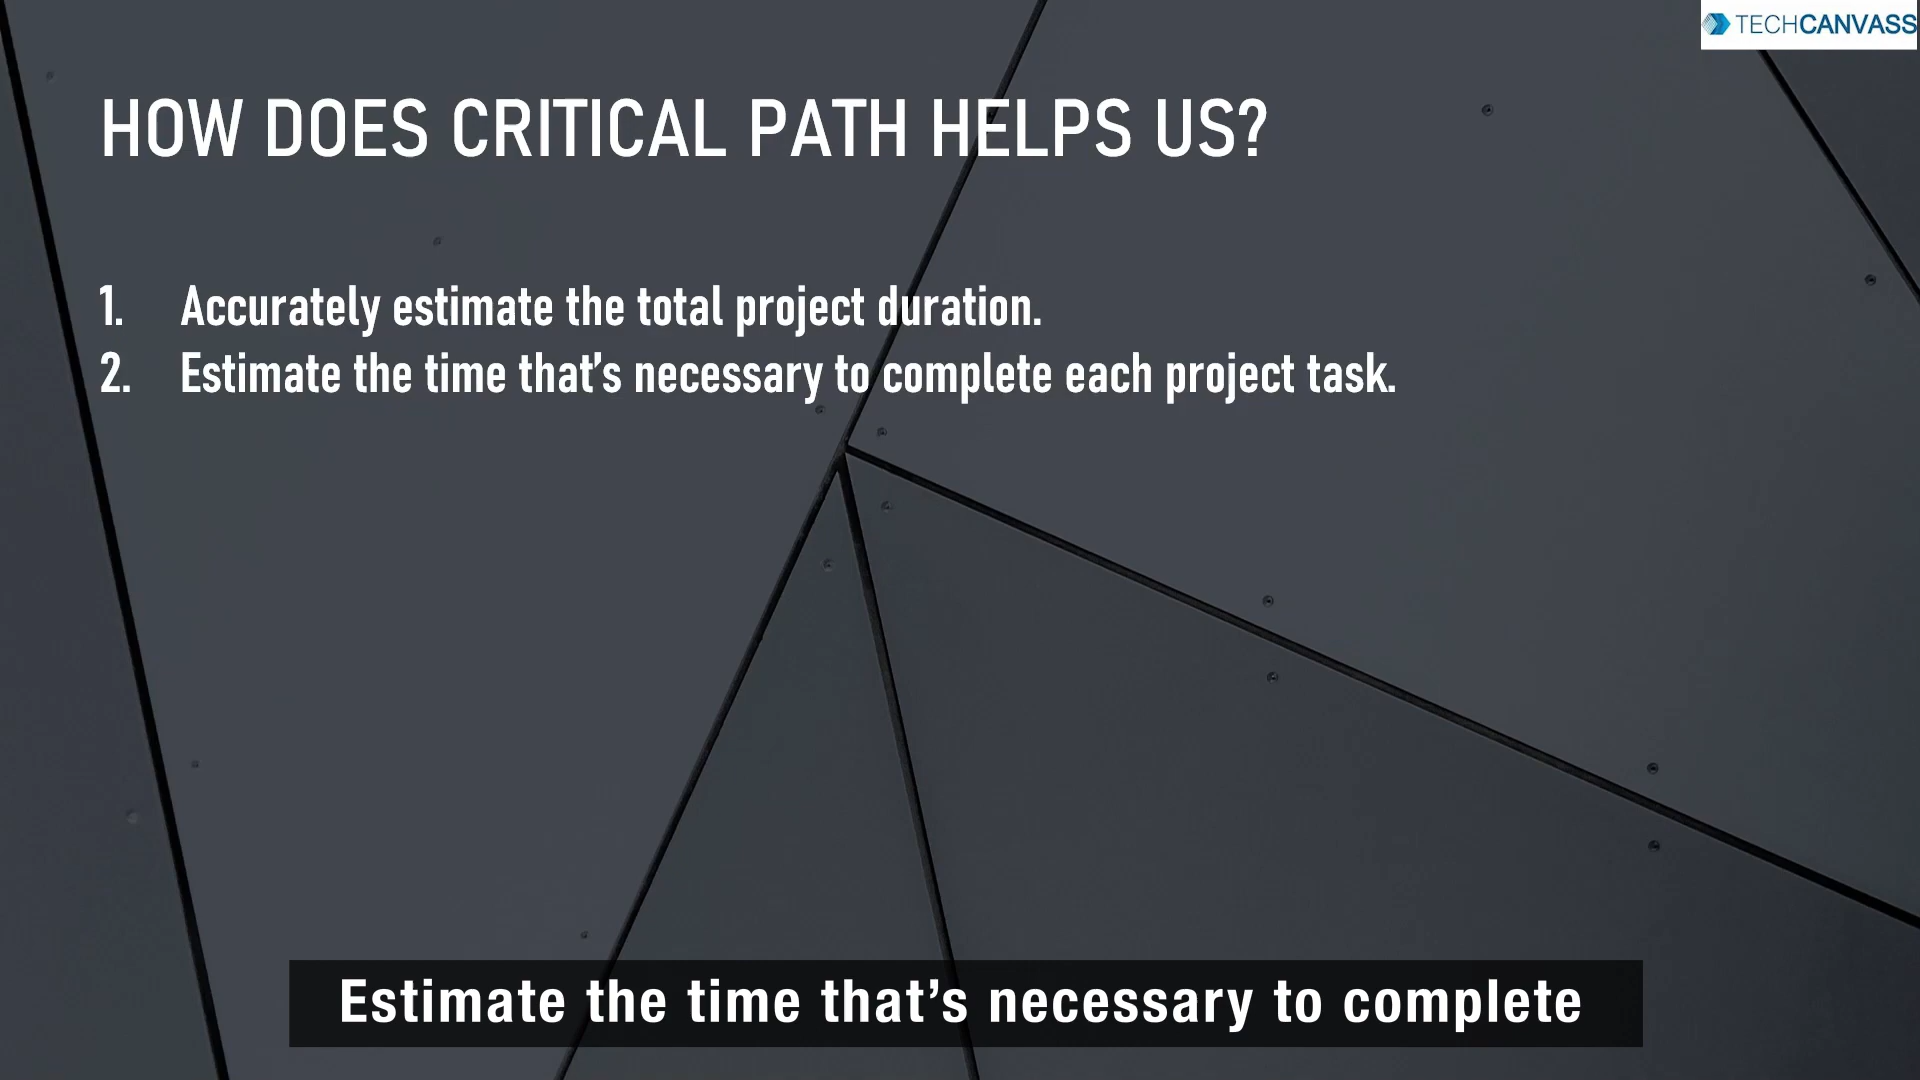 TECHCANVASS
HOW DOES CRITICAL PATH HELPS US?
1. Accurately estimate the total project duration.
2. Estimate the time that’s necessary to complete each project task.
Estimate the time that’s necessary to complete